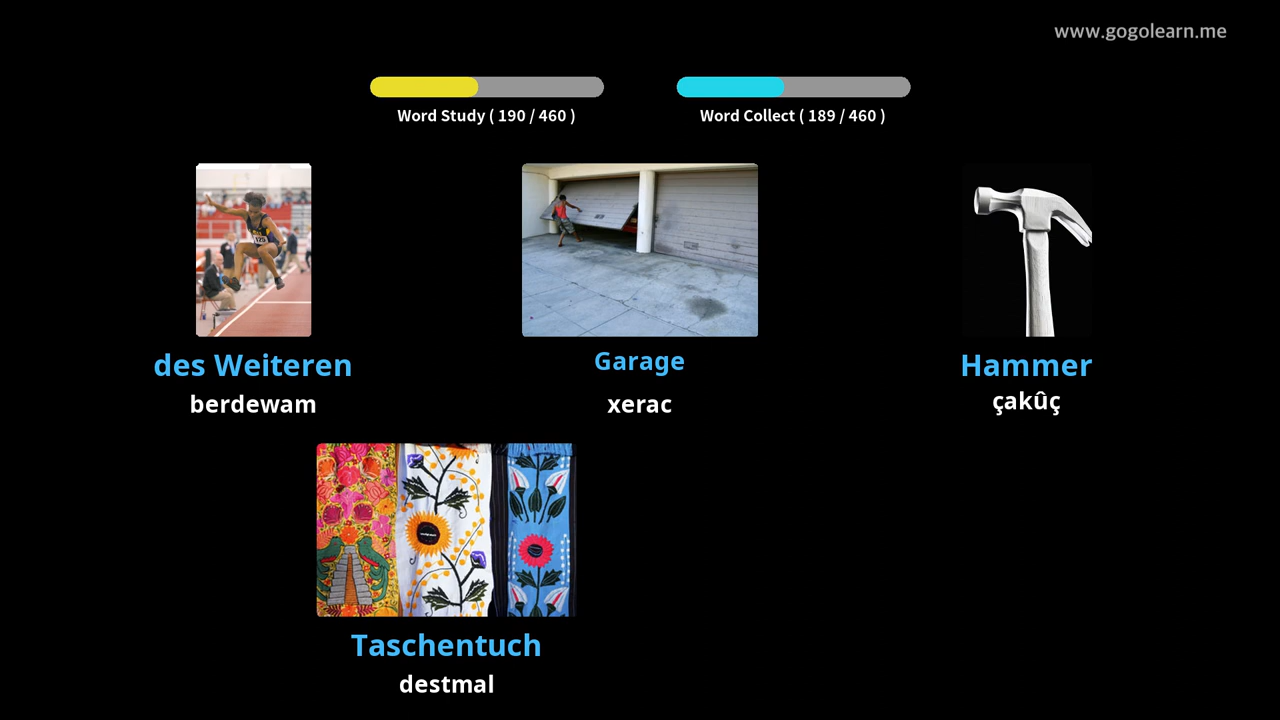 www.gogolearn.me
Word Study ( 190 / 460 )
Word Collect ( 189 / 460 )
des Weiteren
berdewam
Garage
xerac
Hammer
çakûç
Taschentuch
destmal